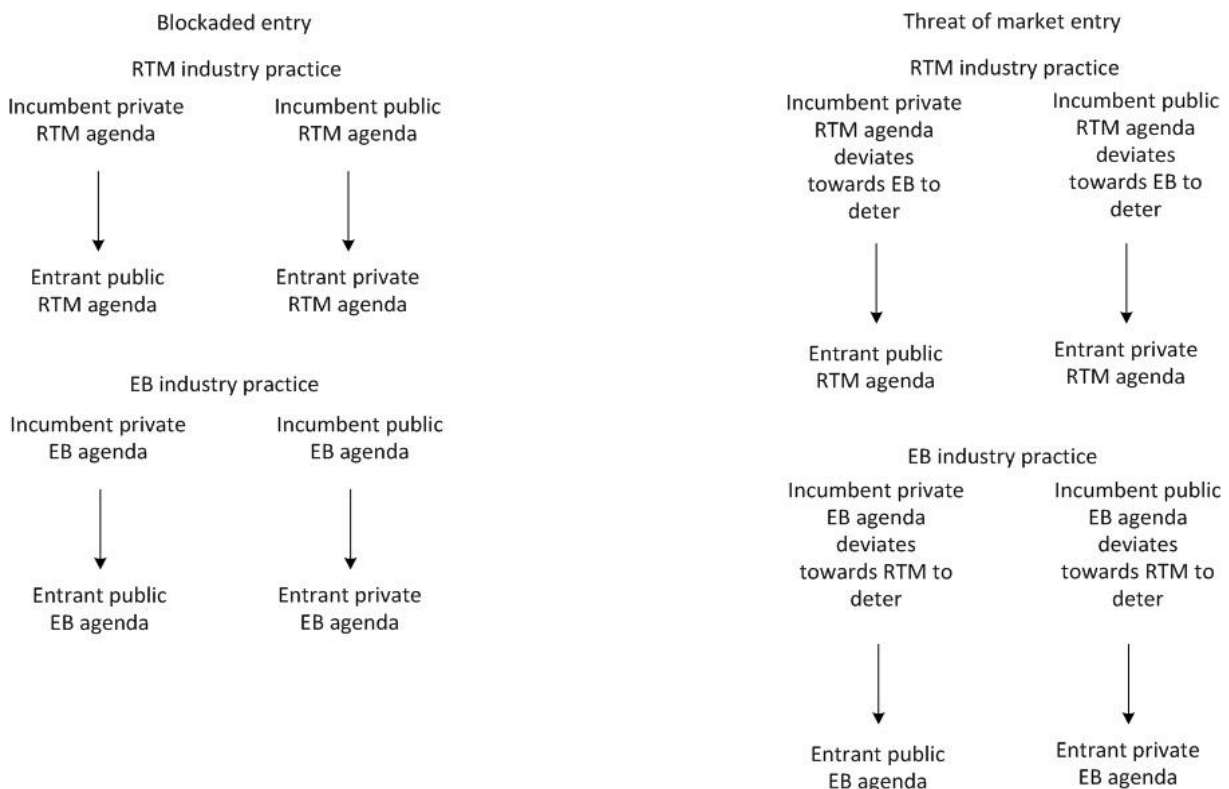 Blockaded entry
RTM industry practice
Incumbent private
RTM agenda
Incumbent public
RTM agenda
Entrant public
RTM agenda
Entrant private
RTM agenda
EB industry practice
Incumbent private
EB agenda
Incumbent public
EB agenda
Entrant public
EB agenda
Entrant private
EB agenda
Threat of market entry
RTM industry practice
Incumbent private
RTM agenda
deviates
towards EB to
deter
Incumbent public
RTM agenda
deviates
towards EB to
deter
Entrant public
RTM agenda
Entrant private
RTM agenda
EB industry practice
Incumbent private
EB agenda
deviates
towards RTM to
deter
Incumbent public
EB agenda
deviates
towards RTM to
deter
Entrant public
EB agenda
Entrant private
EB agenda